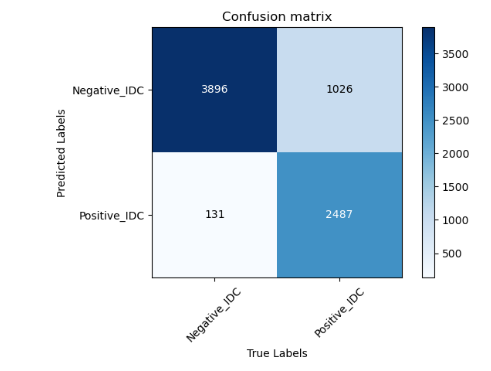 Confusion matrix
Predicted Labels
Negative_IDC
3896
1026
Positive_IDC
131
2487
Negative_IDC
Positive_IDC
True Labels
3500
3000
2500
2000
1500
1000
500